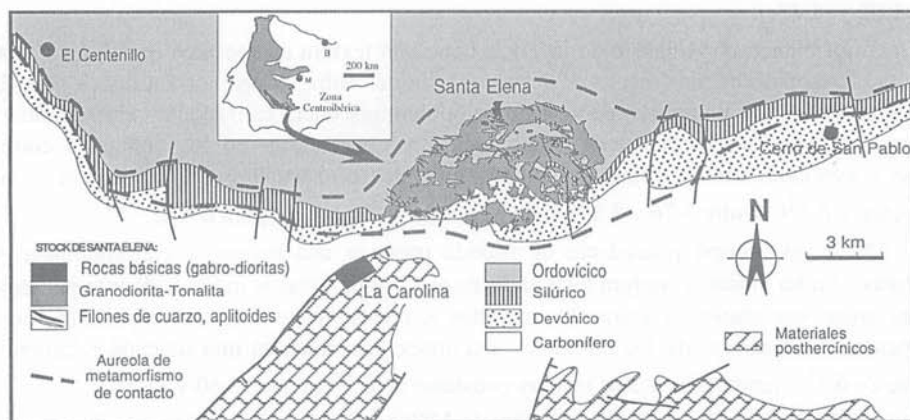 El Centenillo
B
M
200 km
Zona
Centroibérica
Santa Elena
Cerro de San Pablo
N
3 km
STOCK DE SANTA ELENA:
Rocas básicas (gabro-dioritas)
Granodiorita-Tonalita
Filones de cuarzo, aplitoides
Aureola de
metamorfismo
de contacto
La Carolina
Ordovícico
Silúrico
Devónico
Carbonífero
Materiales
posthercínicos